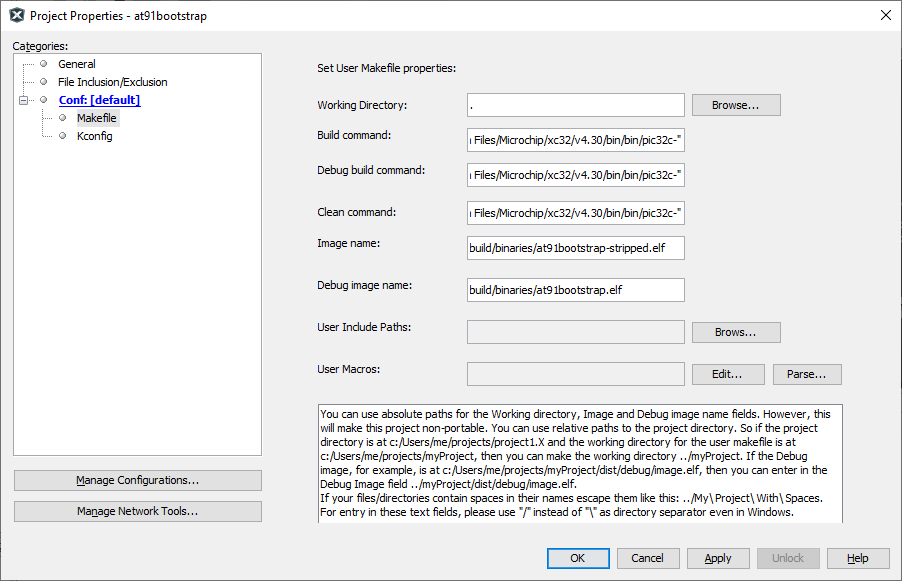 Project Properties - at91bootstrap
Categories:
General
File Inclusion/Exclusion
Conf: [default]
Makefile
Kconfig
Manage Configurations...
Manage Network Tools...
Set User Makefile properties:
Working Directory: . Browse...
Build command: Files/Microchip/xc32/v4.30/bin/bin/pic32c-"
Debug build command: Files/Microchip/xc32/v4.30/bin/bin/pic32c-"
Clean command: Files/Microchip/xc32/v4.30/bin/bin/pic32c-"
Image name: build/binaries/at91bootstrap-stripped.elf
Debug image name: build/binaries/at91bootstrap.elf
User Include Paths: Brows...
User Macros: Edit... Parse...
You can use absolute paths for the Working directory, Image and Debug image name fields. However, this
will make this project non-portable. You can use relative paths to the project directory. So if the project
directory is at c:/Users/me/projects/project1.X and the working directory for the user makefile is at
c:/Users/me/projects/myProject, then you can make the working directory ../myProject. If the Debug
image, for example, is at c:/Users/me/projects/myProject/dist/debug/image.elf, then you can enter in the
Debug Image field ../myProject/dist/debug/image.elf.
If your files/directories contain spaces in their names escape them like this: ../My\ Project\ With\ Spaces.
For entry in these text fields, please use "/" instead of "\" as directory separator even in Windows.
OK Cancel Apply Unlock Help